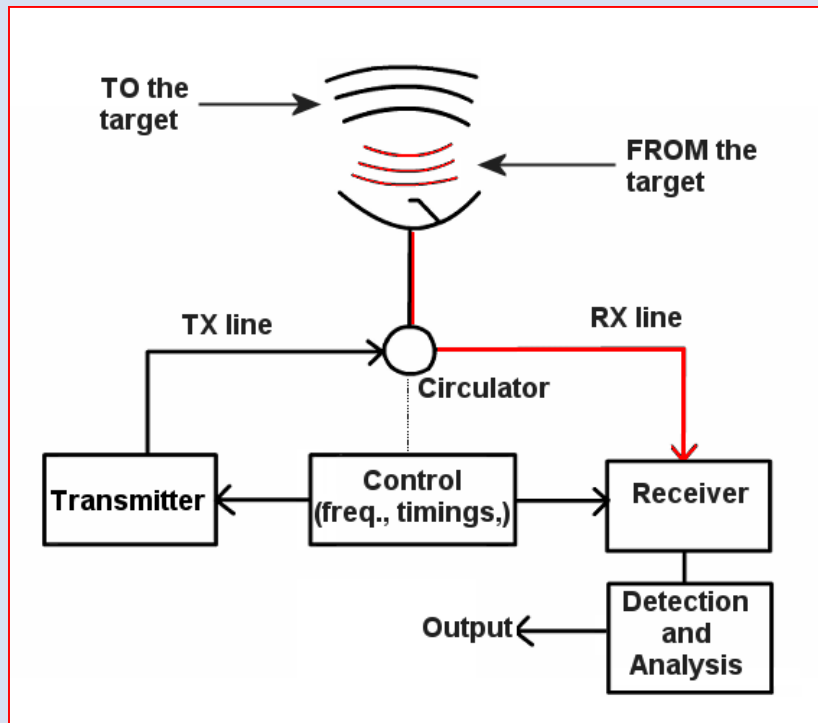 TO the
target
FROM the
target
TX line
RX line
Circulator
Transmitter
Control
(freq., timings,)
Receiver
Detection
and
Analysis
Output